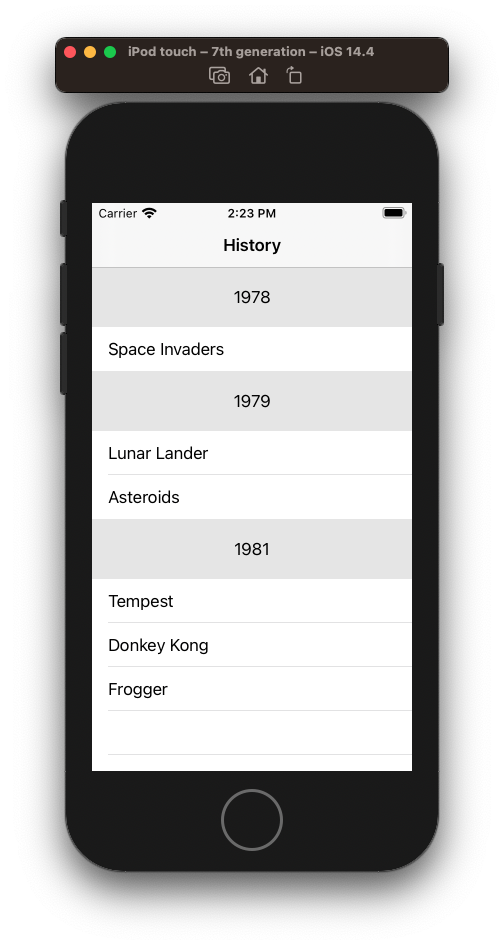 iPod touch – 7th generation – iOS 14.4
Carrier 2:23 PM
History
1978
Space Invaders
1979
Lunar Lander
Asteroids
1981
Tempest
Donkey Kong
Frogger